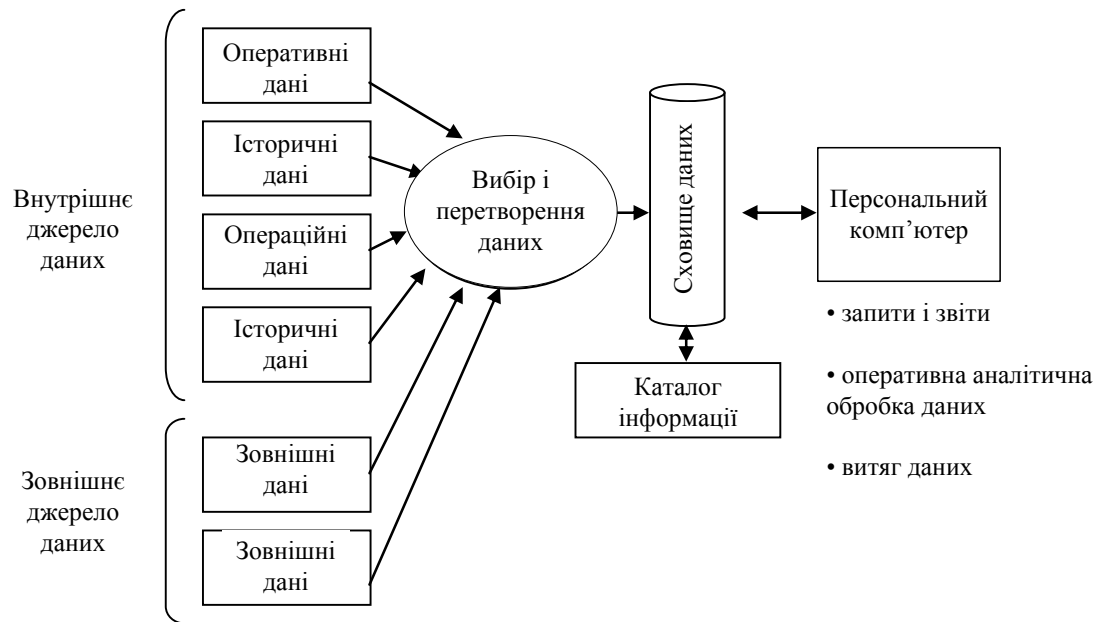 Внутрішнє
джерело
даних
Оперативні
дані
Історичні
дані
Операційні
дані
Історичні
дані
Зовнішнє
джерело
даних
Зовнішні
дані
Зовнішні
дані
Вибір і
перетворення
даних
Сховище даних
Каталог
інформації
Персональний
комп’ютер
• запити і звіти
• оперативна аналітична
обробка даних
• витяг даних